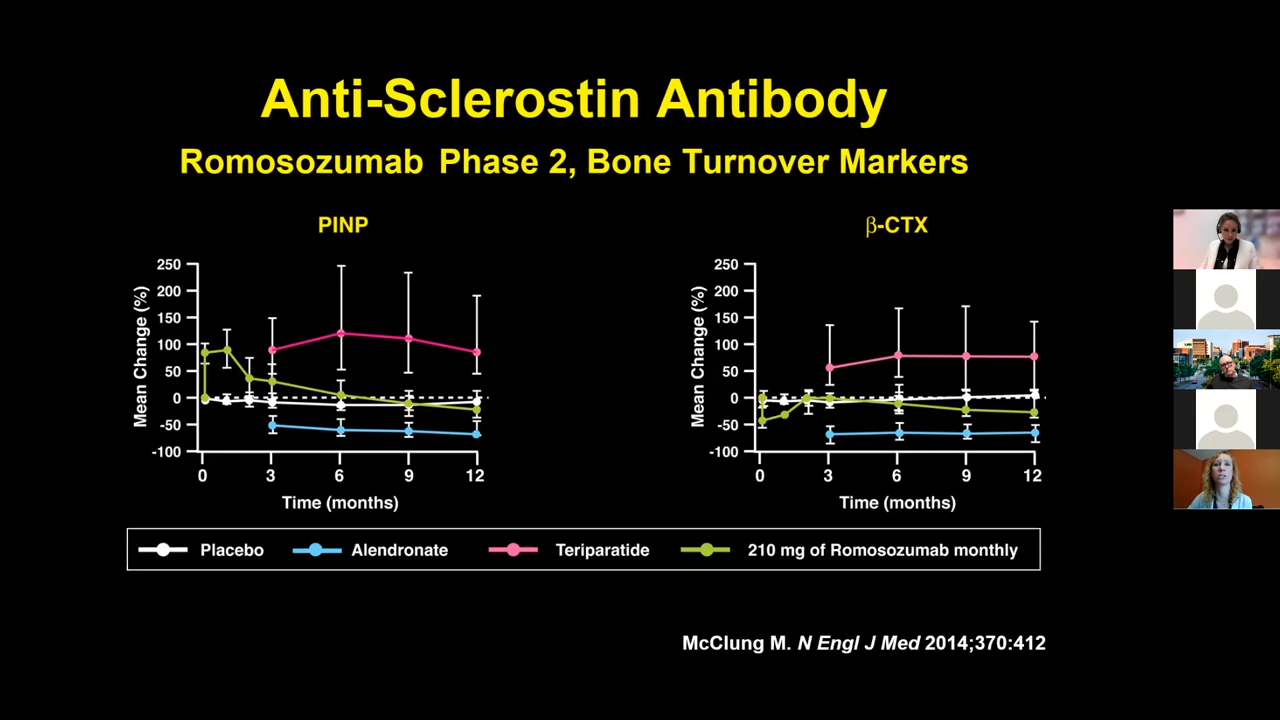 Anti-Sclerostin Antibody
Romosozumab Phase 2, Bone Turnover Markers
PINP
250
200
150
100
50
0
-50
-100
Mean Change (%)
0 3 6 9 12
Time (months)
β-CTX
250
200
150
100
50
0
-50
-100
Mean Change (%)
0 3 6 9 12
Time (months)
Placebo Alendronate Teriparatide 210 mg of Romosozumab monthly
McClung M. N Engl J Med 2014;370:412